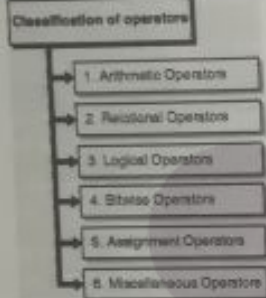 Classification of operators
1. Arithmetic Operators
2. Relational Operators
3. Logical Operators
4. Bitwise Operators
5. Assignment Operators
6. Miscellaneous Operators